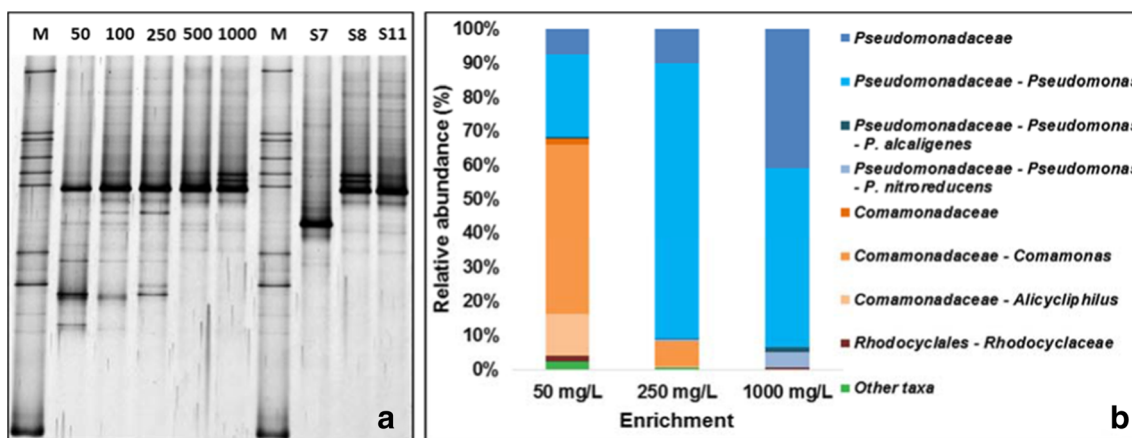 M 50 100 250 500 1000 M S7 S8 S11
a
100%
90%
80%
70%
60%
50%
40%
30%
20%
10%
0%
Relative abundance (%)
50 mg/L 250 mg/L 1000 mg/L
Enrichment
Pseudomonadaceae
Pseudomonadaceae - Pseudomonas
Pseudomonadaceae - Pseudomonas
- P. alcaligenes
Pseudomonadaceae - Pseudomonas
- P. nitroreducens
Comamonadaceae
Comamonadaceae - Comamonas
Comamonadaceae - Alicycliphilus
Rhodocyclales - Rhodocyclaceae
Other taxa
b